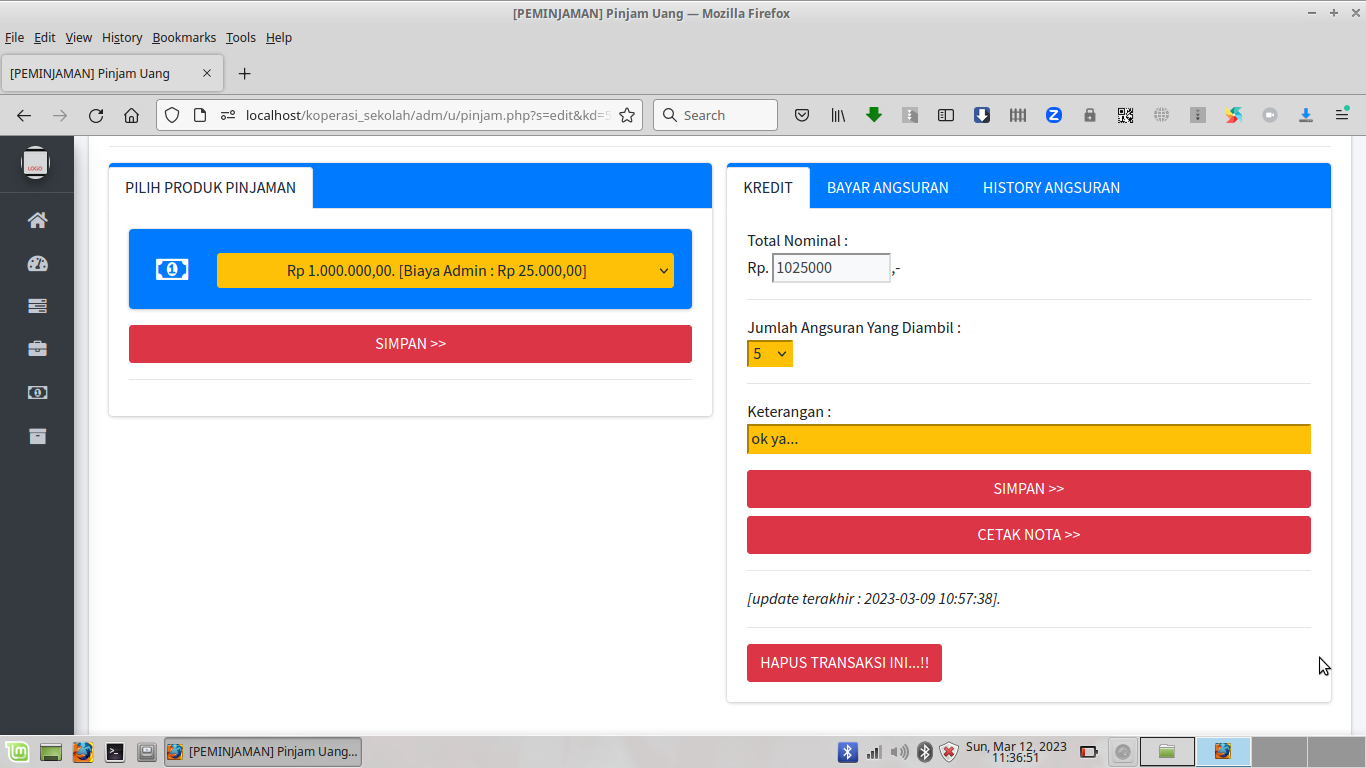 [PEMINJAMAN] Pinjam Uang — Mozilla Firefox
File Edit View History Bookmarks Tools Help
[PEMINJAMAN] Pinjam Uang
localhost/koperasi_sekolah/adm/u/pinjam.php?s=edit&kd=5
Search
LOGO
PILIH PRODUK PINJAMAN
Rp 1.000.000,00. [Biaya Admin : Rp 25.000,00]
SIMPAN >>
KREDIT BAYAR ANGSURAN HISTORY ANGSURAN
Total Nominal :
Rp. 1025000 ,-
Jumlah Angsuran Yang Diambil :
5
Keterangan :
ok ya...
SIMPAN >>
CETAK NOTA >>
[update terakhir : 2023-03-09 10:57:38].
HAPUS TRANSAKSI INI...!!
[PEMINJAMAN] Pinjam Uang...
Sun, Mar 12, 2023
11:36:51